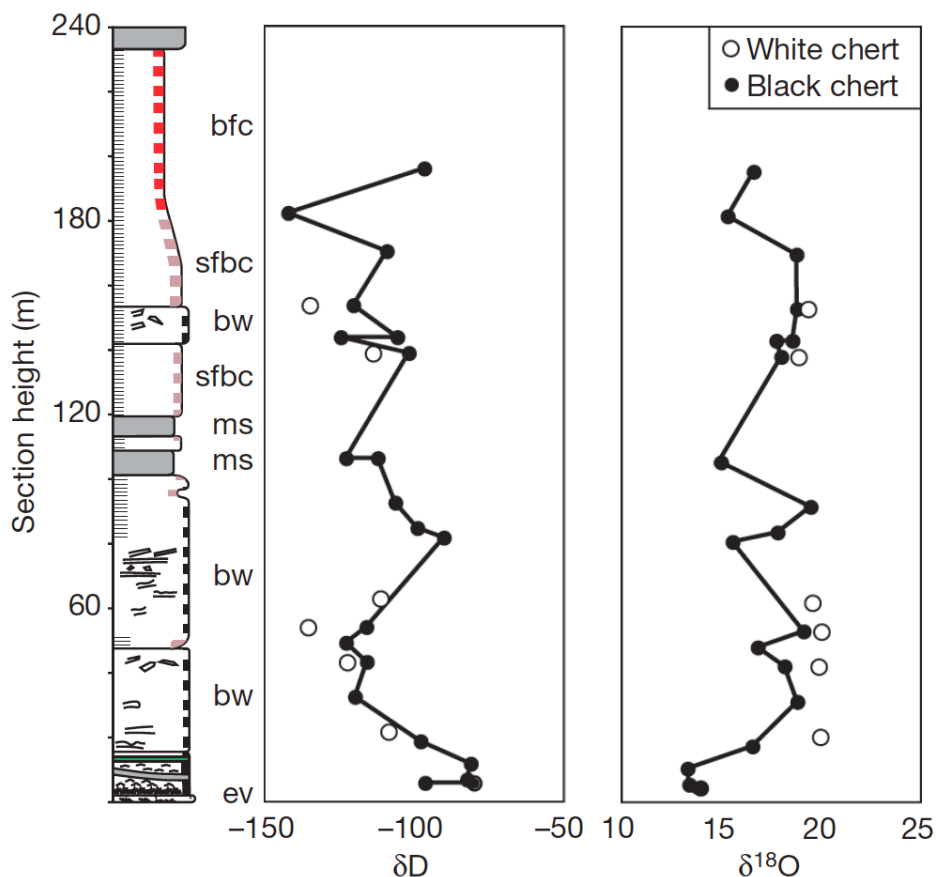 240
180
120
60
Section height (m)
bfc
sfbc
bw
sfbc
ms
ms
bw
bw
ev
–150
–100
–50
δD
White chert
Black chert
10
15
20
25
δ¹⁸O